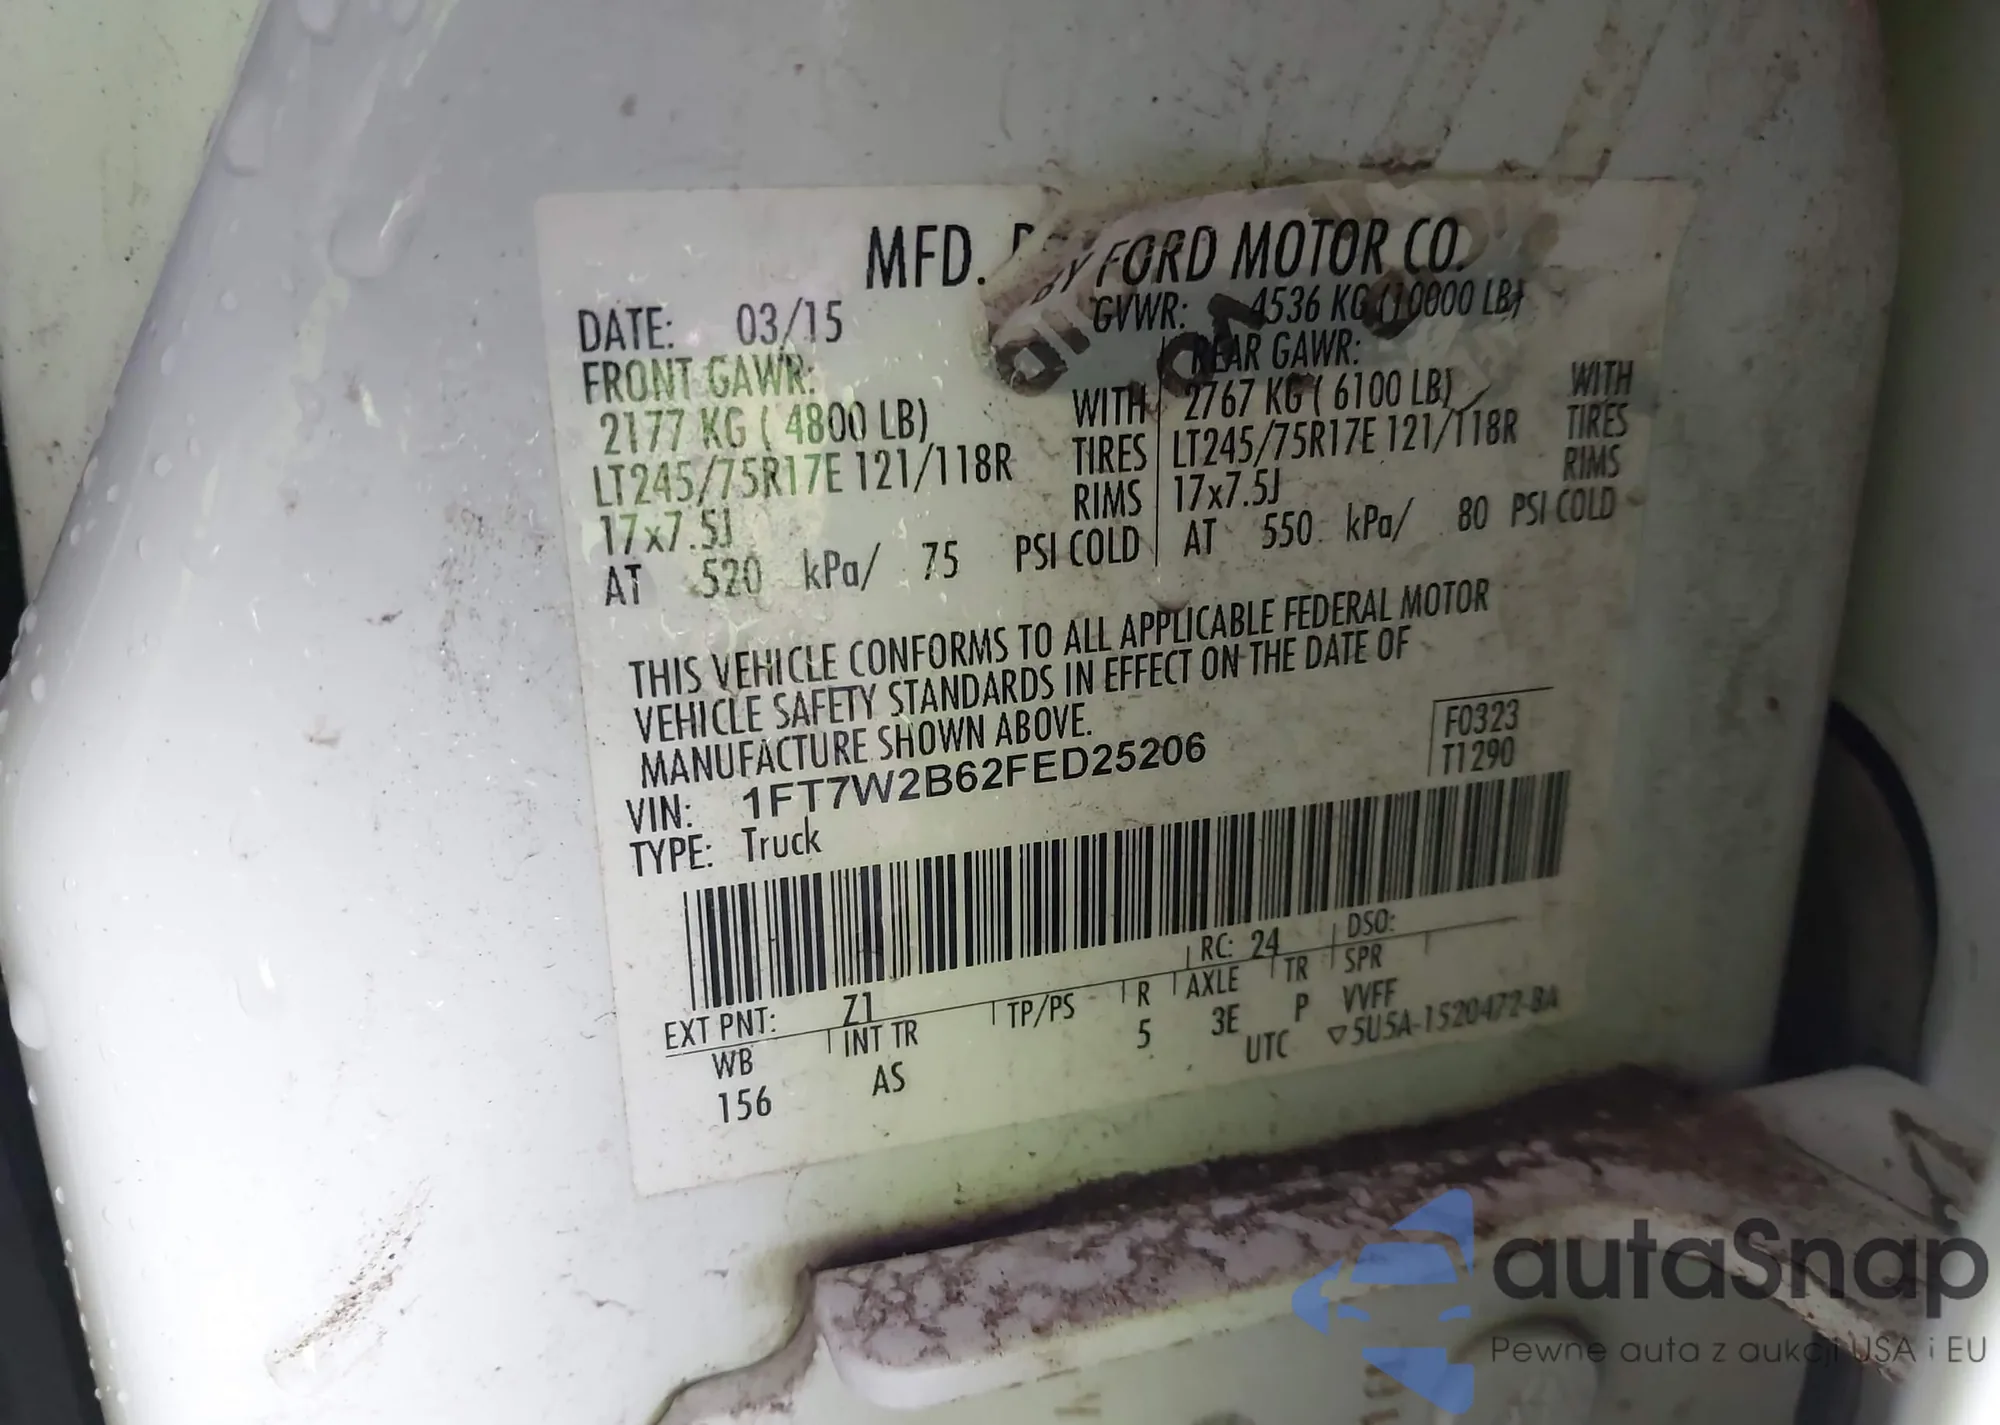 MFD. BY FORD MOTOR CO.
DATE: 03/15 GVWR: 4536 KG (10000 LB)
FRONT GAWR: REAR GAWR:
2177 KG ( 4800 LB) WITH 2767 KG ( 6100 LB) WITH
LT245/75R17E 121/118R TIRES LT245/75R17E 121/118R TIRES
17x7.5J RIMS 17x7.5J RIMS
AT 520 kPa/ 75 PSI COLD AT 550 kPa/ 80 PSI COLD
THIS VEHICLE CONFORMS TO ALL APPLICABLE FEDERAL MOTOR
VEHICLE SAFETY STANDARDS IN EFFECT ON THE DATE OF
MANUFACTURE SHOWN ABOVE.
VIN: 1FT7W2B62FED25206 F0323
TYPE: Truck T1290
EXT PNT: Z1 RC: 24 DSO:
WB INT TR TP/PS R AXLE TR SPR
156 AS 5 3E P VVFF
UTC ▽5U5A-1520472-BA
autaSnap
Pewne auta z aukcji USA i EU